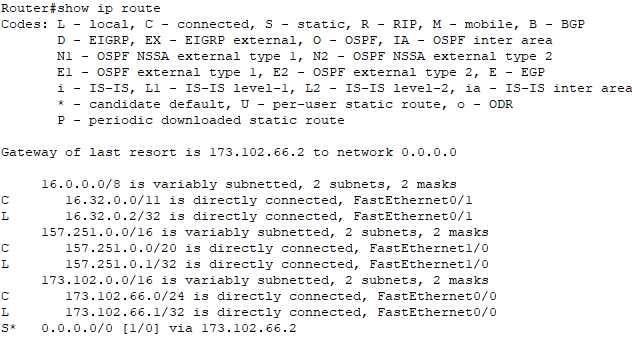 Router#show ip route
Codes: L - local, C - connected, S - static, R - RIP, M - mobile, B - BGP
D - EIGRP, EX - EIGRP external, O - OSPF, IA - OSPF inter area
N1 - OSPF NSSA external type 1, N2 - OSPF NSSA external type 2
E1 - OSPF external type 1, E2 - OSPF external type 2, E - EGP
i - IS-IS, L1 - IS-IS level-1, L2 - IS-IS level-2, ia - IS-IS inter area
* - candidate default, U - per-user static route, o - ODR
P - periodic downloaded static route
Gateway of last resort is 173.102.66.2 to network 0.0.0.0
16.0.0.0/8 is variably subnetted, 2 subnets, 2 masks
C 16.32.0.0/11 is directly connected, FastEthernet0/1
L 16.32.0.2/32 is directly connected, FastEthernet0/1
157.251.0.0/16 is variably subnetted, 2 subnets, 2 masks
C 157.251.0.0/20 is directly connected, FastEthernet1/0
L 157.251.0.1/32 is directly connected, FastEthernet1/0
173.102.0.0/16 is variably subnetted, 2 subnets, 2 masks
C 173.102.66.0/24 is directly connected, FastEthernet0/0
L 173.102.66.1/32 is directly connected, FastEthernet0/0
S* 0.0.0.0/0 [1/0] via 173.102.66.2